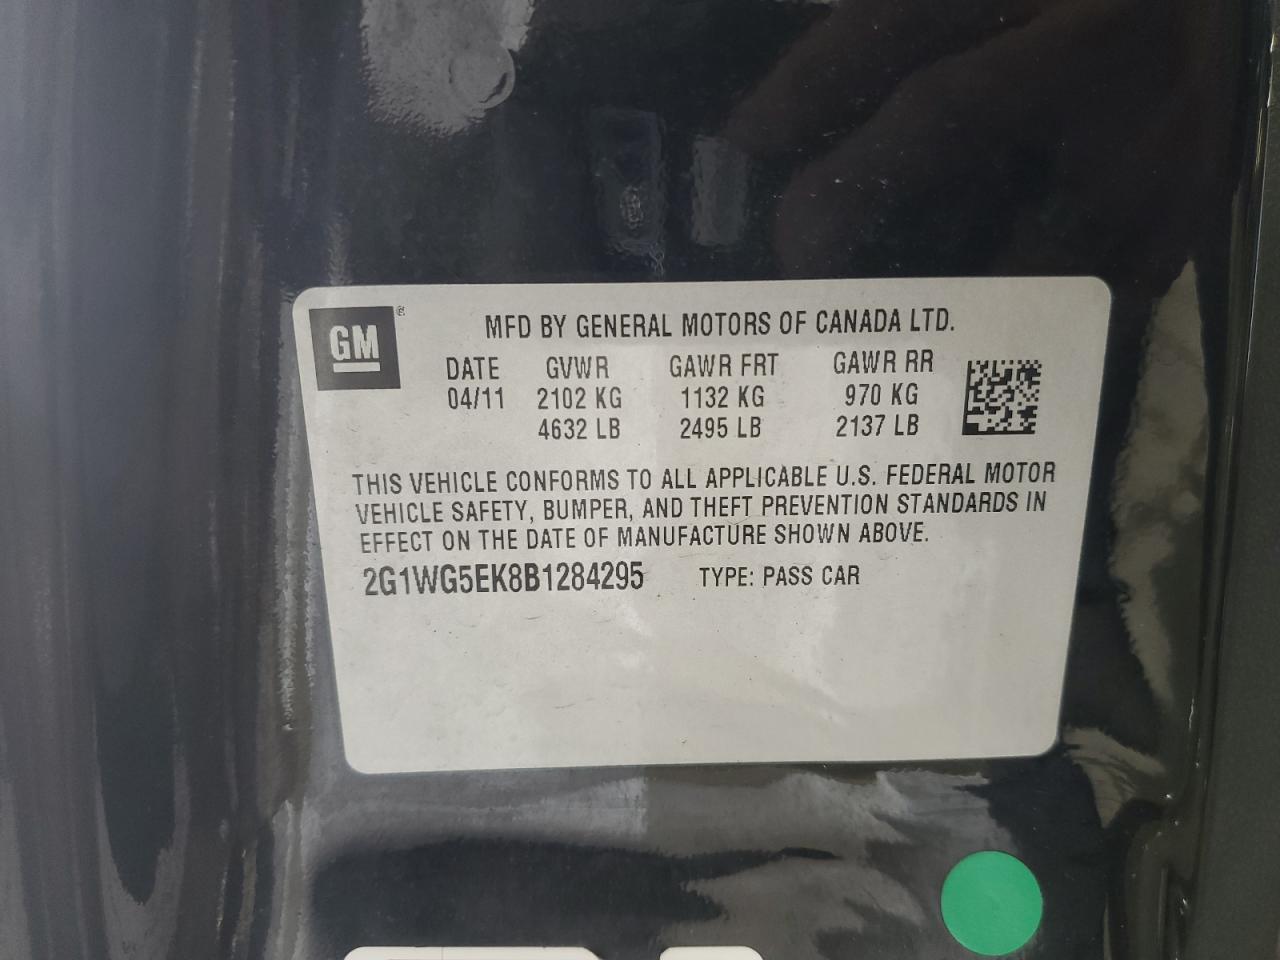 GM ®
MFD BY GENERAL MOTORS OF CANADA LTD.
DATE GVWR GAWR FRT GAWR RR
04/11 2102 KG 1132 KG 970 KG
4632 LB 2495 LB 2137 LB
THIS VEHICLE CONFORMS TO ALL APPLICABLE U.S. FEDERAL MOTOR
VEHICLE SAFETY, BUMPER, AND THEFT PREVENTION STANDARDS IN
EFFECT ON THE DATE OF MANUFACTURE SHOWN ABOVE.
2G1WG5EK8B1284295 TYPE: PASS CAR